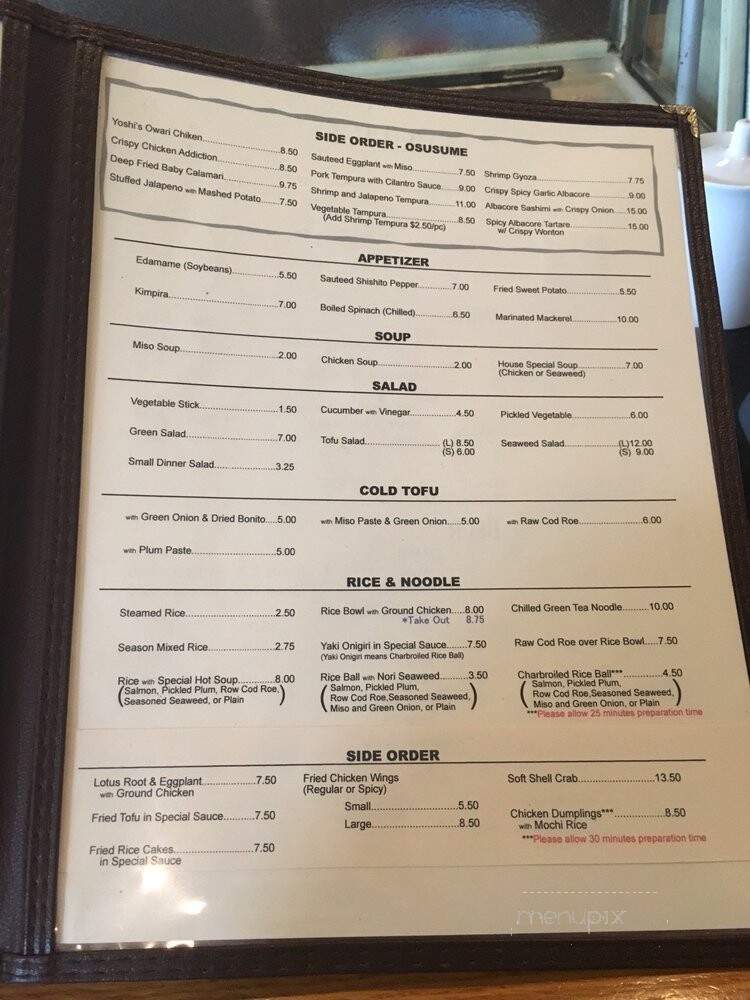 SIDE ORDER - OSUSUME
Yoshi's Owari Chiken.....8.50
Crispy Chicken Addiction.....8.50
Deep Fried Baby Calamari.....9.75
Stuffed Jalapeno with Mashed Potato.....7.50
Sauteed Eggplant with Miso.....7.50
Pork Tempura with Cilantro Sauce.....9.00
Shrimp and Jalapeno Tempura.....11.00
Vegetable Tampura.....8.50
(Add Shrimp Tempura $2.50/pc)
Shrimp Gyoza.....7.75
Crispy Spicy Garlic Albacore.....9.00
Albacore Sashimi with Crispy Onion.....15.00
Spicy Albacore Tartare.....15.00
w/ Crispy Wonton
APPETIZER
Edamame (Soybeans).....5.50
Sauteed Shishito Pepper.....7.00
Fried Sweet Potato.....5.50
Kimpira.....7.00
Boiled Spinach (Chilled).....6.50
Marinated Mackerel.....10.00
SOUP
Miso Soup.....2.00
Chicken Soup.....2.00
House Special Soup.....7.00
(Chicken or Seaweed)
SALAD
Vegetable Stick.....1.50
Cucumber with Vinegar.....4.50
Pickled Vegetable.....6.00
Green Salad.....7.00
Tofu Salad.....(L) 8.50
(S) 6.00
Seaweed Salad.....(L)12.00
(S) 9.00
Small Dinner Salad.....3.25
COLD TOFU
with Green Onion & Dried Bonito.....5.00
with Miso Paste & Green Onion.....5.00
with Raw Cod Roe.....6.00
with Plum Paste.....5.00
RICE & NOODLE
Steamed Rice.....2.50
Rice Bowl with Ground Chicken.....8.00
*Take Out 8.75
Chilled Green Tea Noodle.....10.00
Season Mixed Rice.....2.75
Yaki Onigiri in Special Sauce.....7.50
(Yaki Onigiri means Charbroiled Rice Ball)
Raw Cod Roe over Rice Bowl.....7.50
Rice with Special Hot Soup.....8.00
(Salmon, Pickled Plum, Row Cod Roe,
Seasoned Seaweed, or Plain)
Rice Ball with Nori Seaweed.....3.50
(Salmon, Pickled Plum,
Row Cod Roe,Seasoned Seaweed,
Miso and Green Onion, or Plain)
Charbroiled Rice Ball***.....4.50
(Salmon, Pickled Plum,
Row Cod Roe,Seasoned Seaweed,
Miso and Green Onion, or Plain)
***Please allow 25 minutes preparation time
SIDE ORDER
Lotus Root & Eggplant.....7.50
with Ground Chicken
Fried Tofu in Special Sauce.....7.50
Fried Rice Cakes.....7.50
in Special Sauce
Fried Chicken Wings
(Regular or Spicy)
Small.....5.50
Large.....8.50
Soft Shell Crab.....13.50
Chicken Dumplings***.....8.50
with Mochi Rice
***Please allow 30 minutes preparation time
menupix